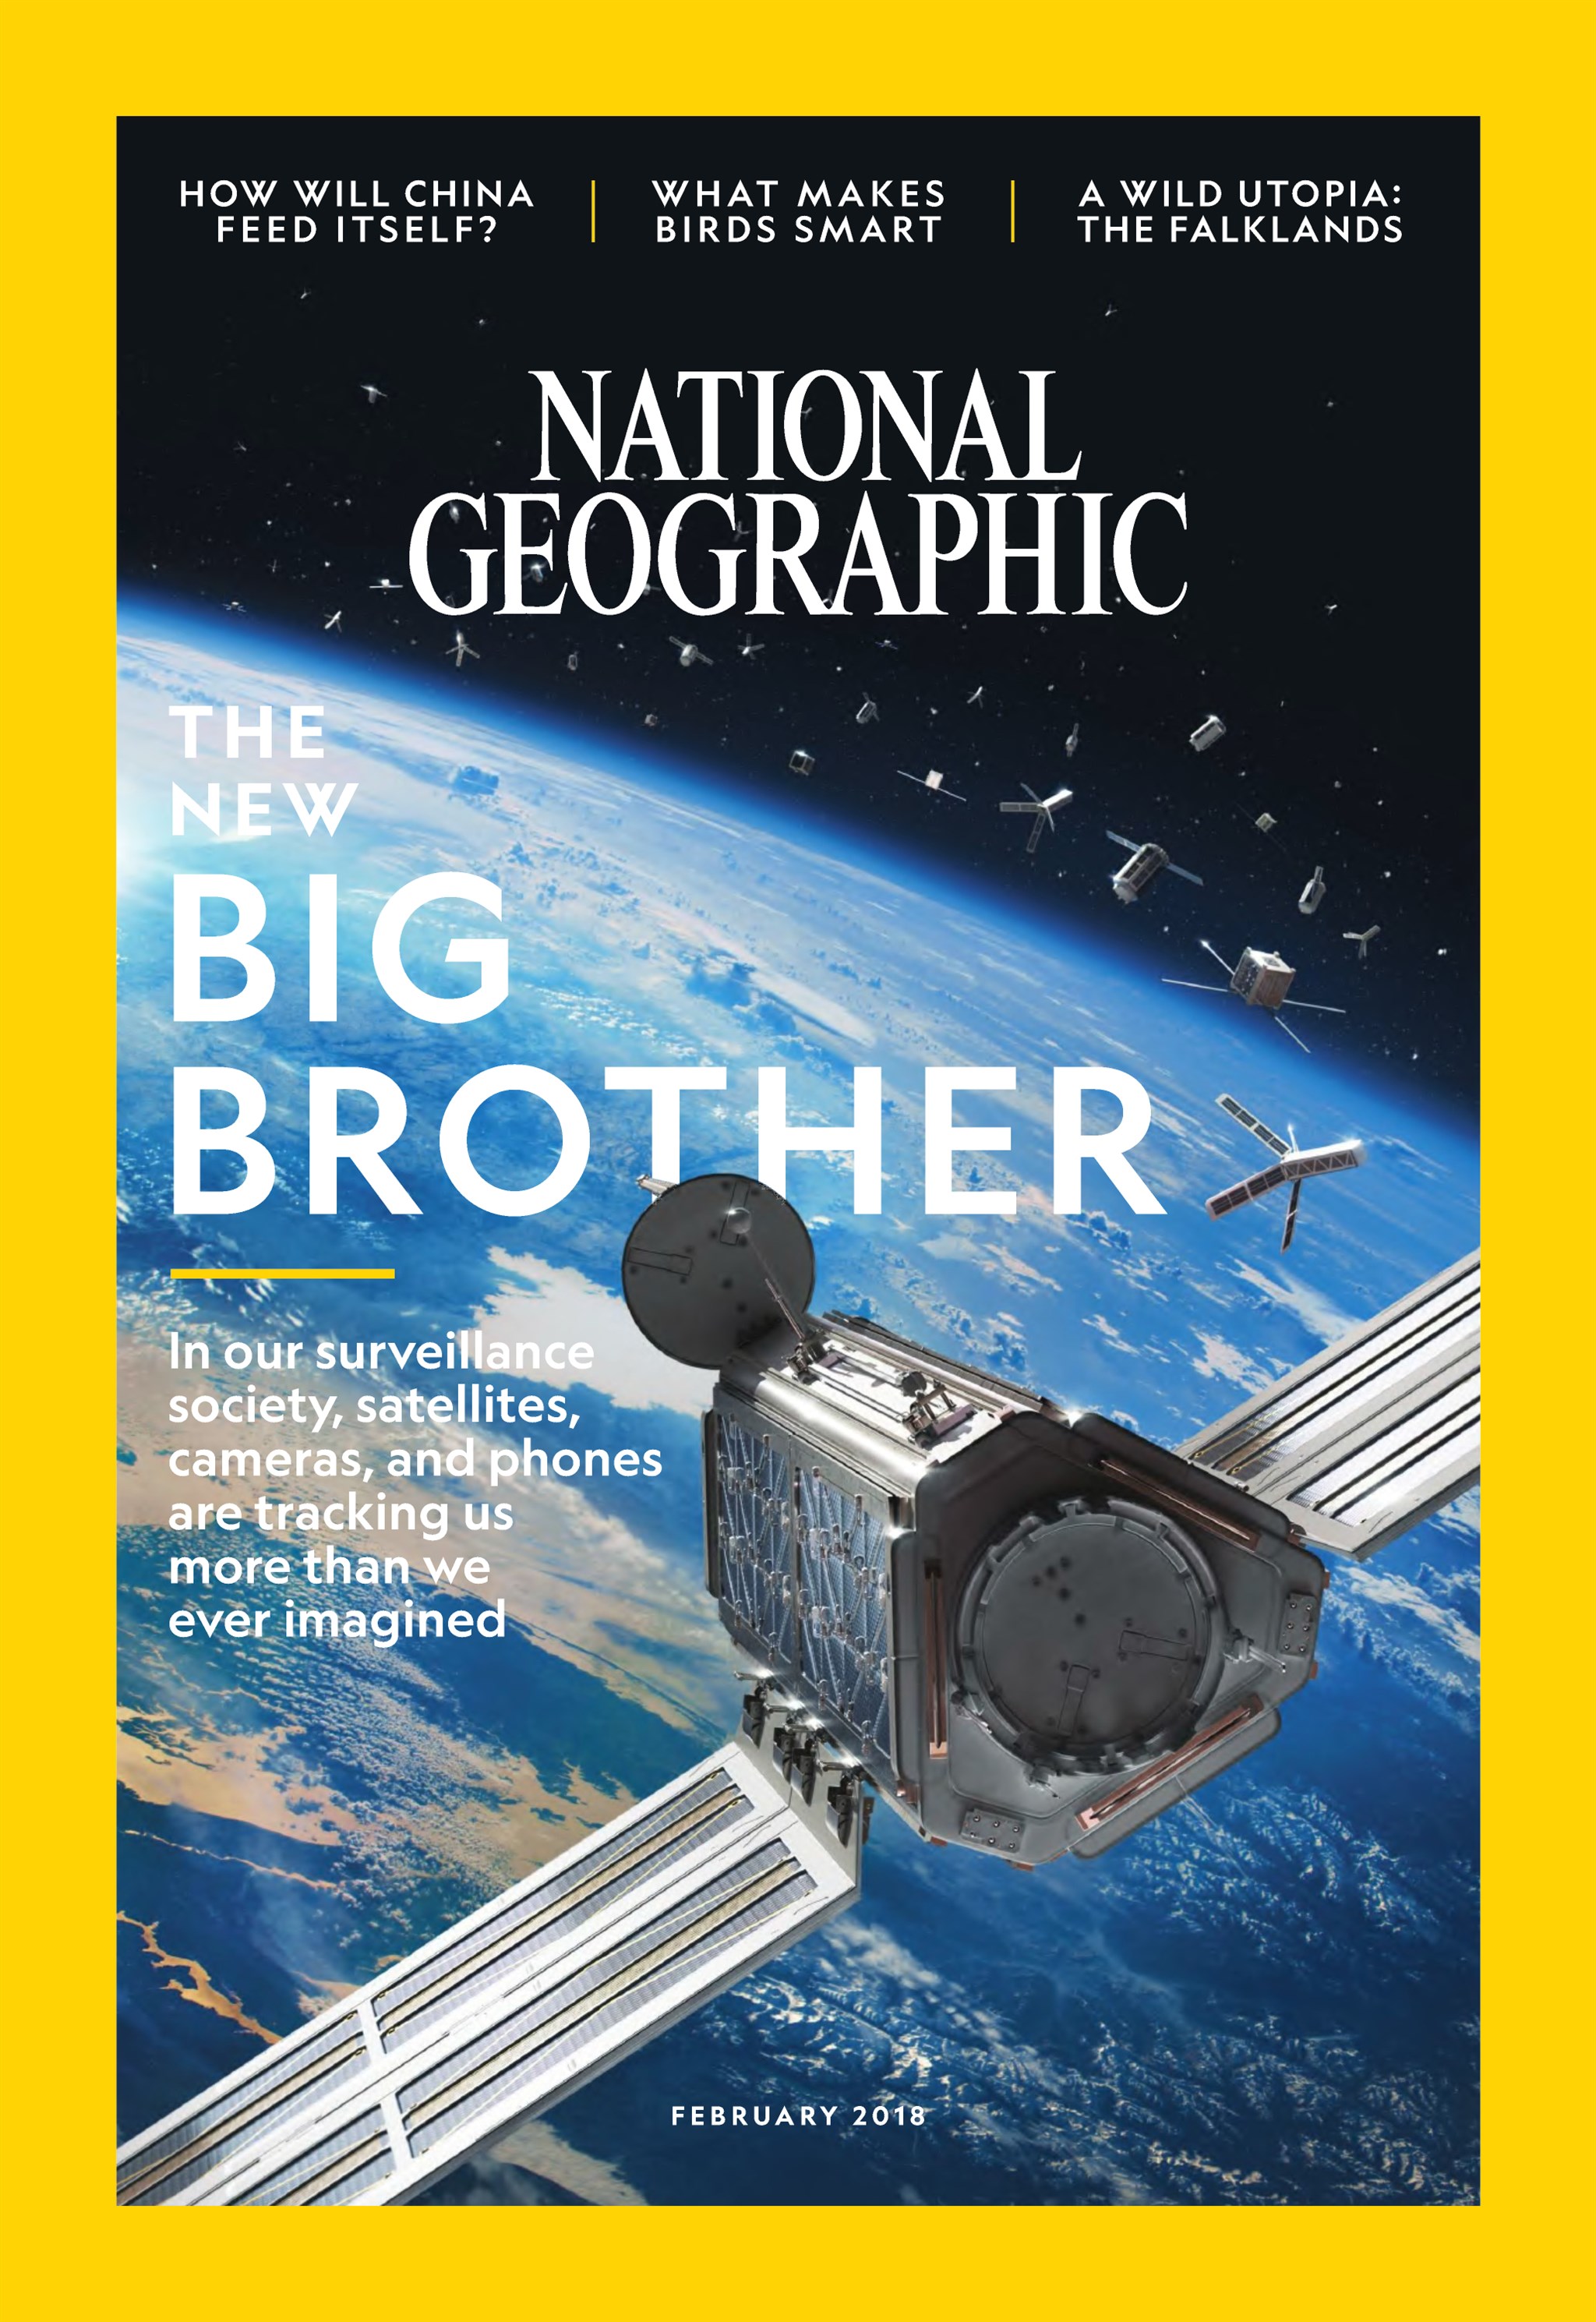 HOW WILL CHINA
FEED ITSELF?
WHAT MAKES
BIRDS SMART
A WILD UTOPIA:
THE FALKLANDS
NATIONAL
GEOGRAPHIC
THE
NEW
BIG
BROTHER
In our surveillance
society, satellites,
cameras, and phones
are tracking us
more than we
ever imagined
FEBRUARY 2018